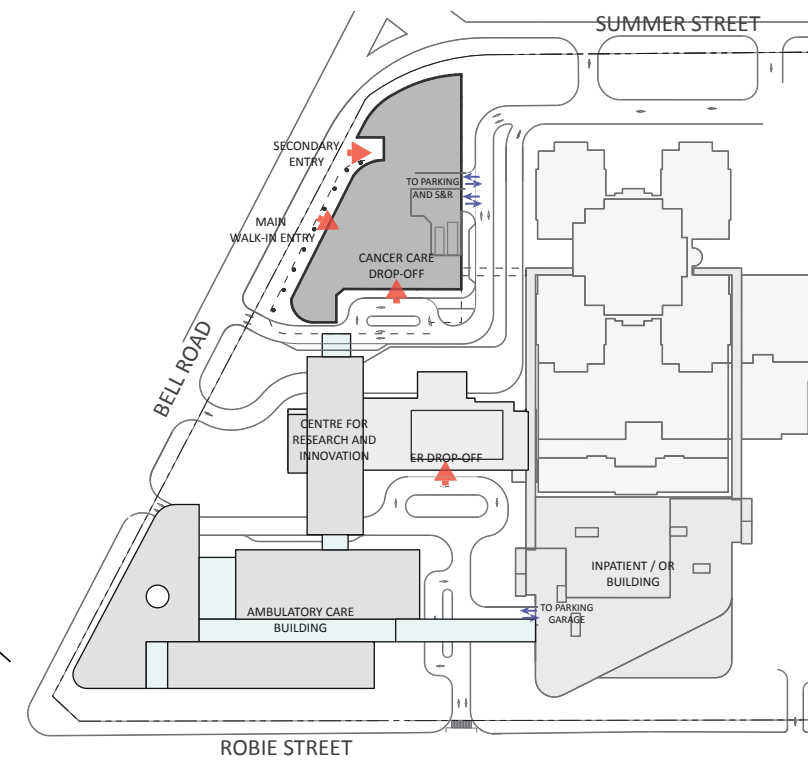 SUMMER STREET
SECONDARY
ENTRY
TO PARKING
AND S&R
MAIN
WALK-IN ENTRY
CANCER CARE
DROP-OFF
BELL ROAD
CENTRE FOR
RESEARCH AND
INNOVATION
ER DROP-OFF
INPATIENT / OR
BUILDING
TO PARKING
GARAGE
AMBULATORY CARE
BUILDING
ROBIE STREET